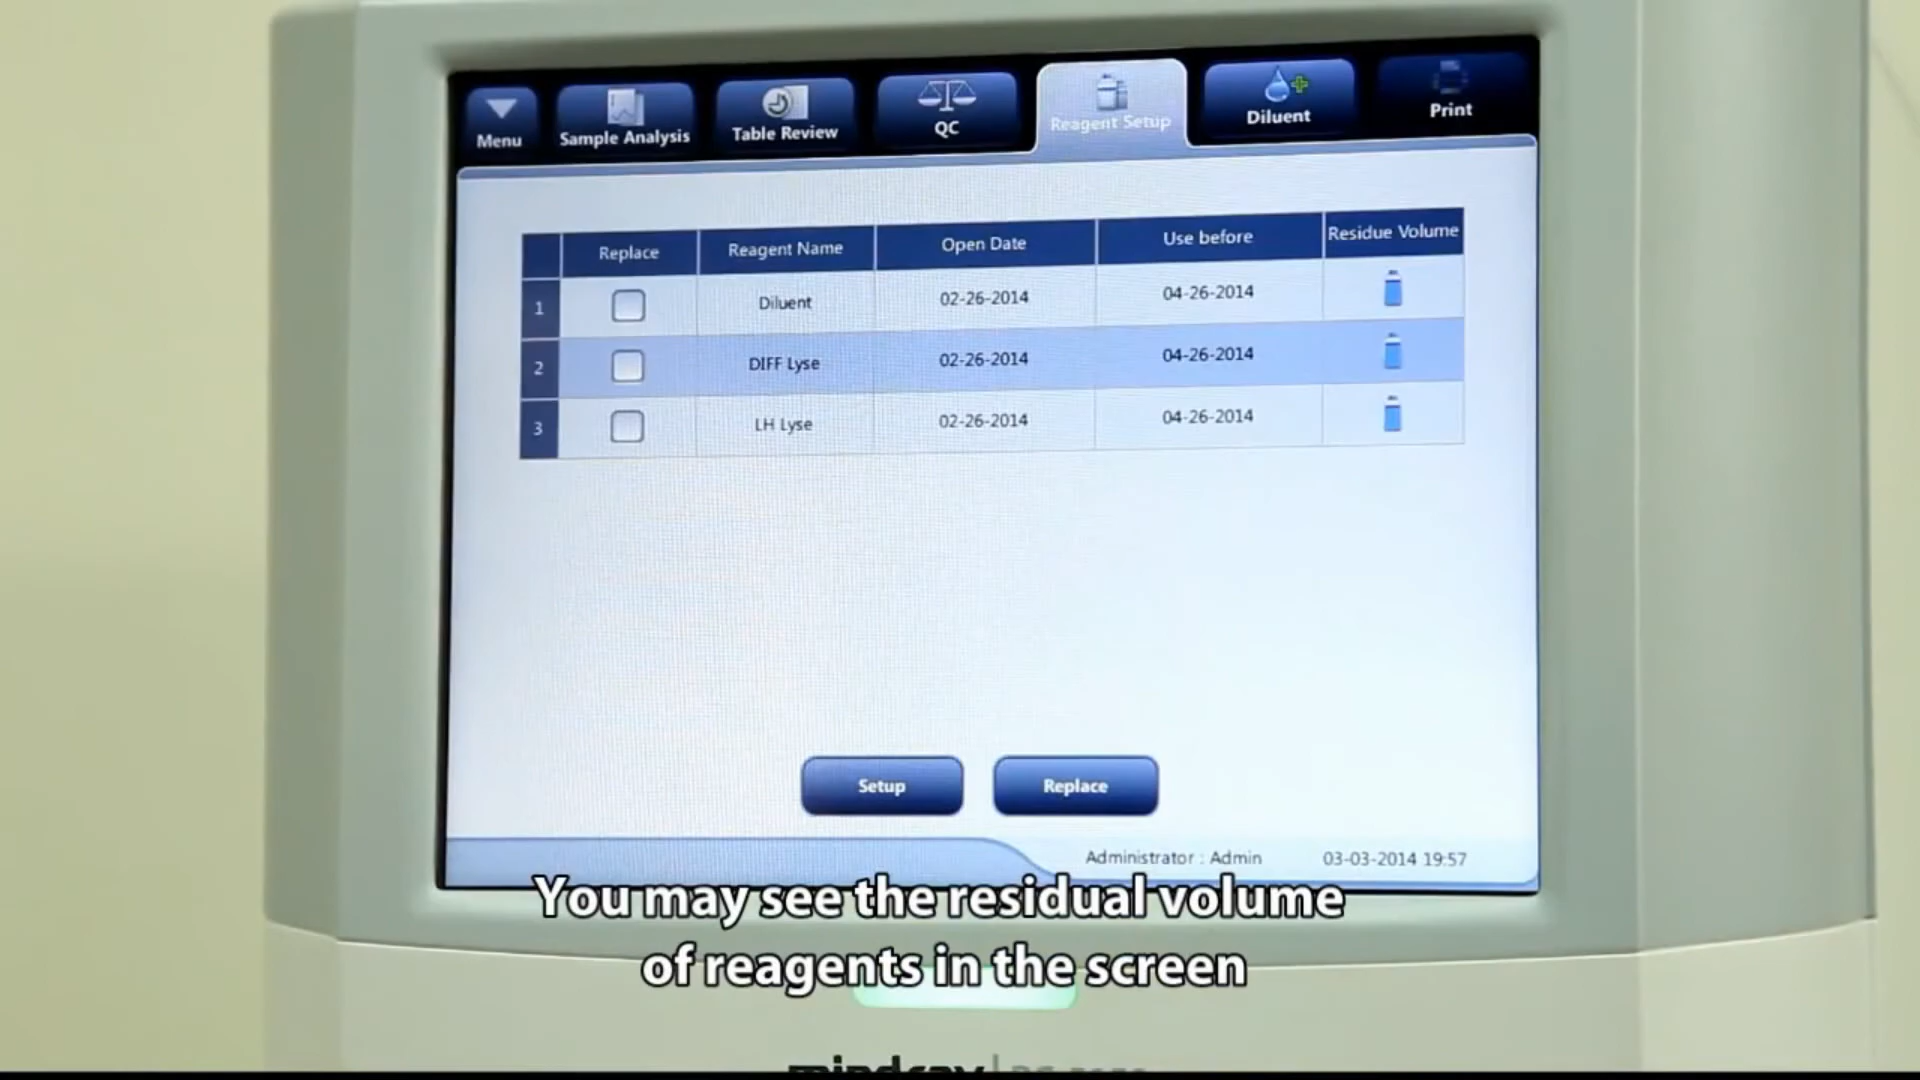 Menu
Sample Analysis
Table Review
QC
Reagent Setup
Diluent
Print
Replace Reagent Name Open Date Use before Residue Volume
1 Diluent 02-26-2014 04-26-2014
2 DIFF Lyse 02-26-2014 04-26-2014
3 LH Lyse 02-26-2014 04-26-2014
Setup
Replace
Administrator : Admin 03-03-2014 19:57
You may see the residual volume
of reagents in the screen
mindray